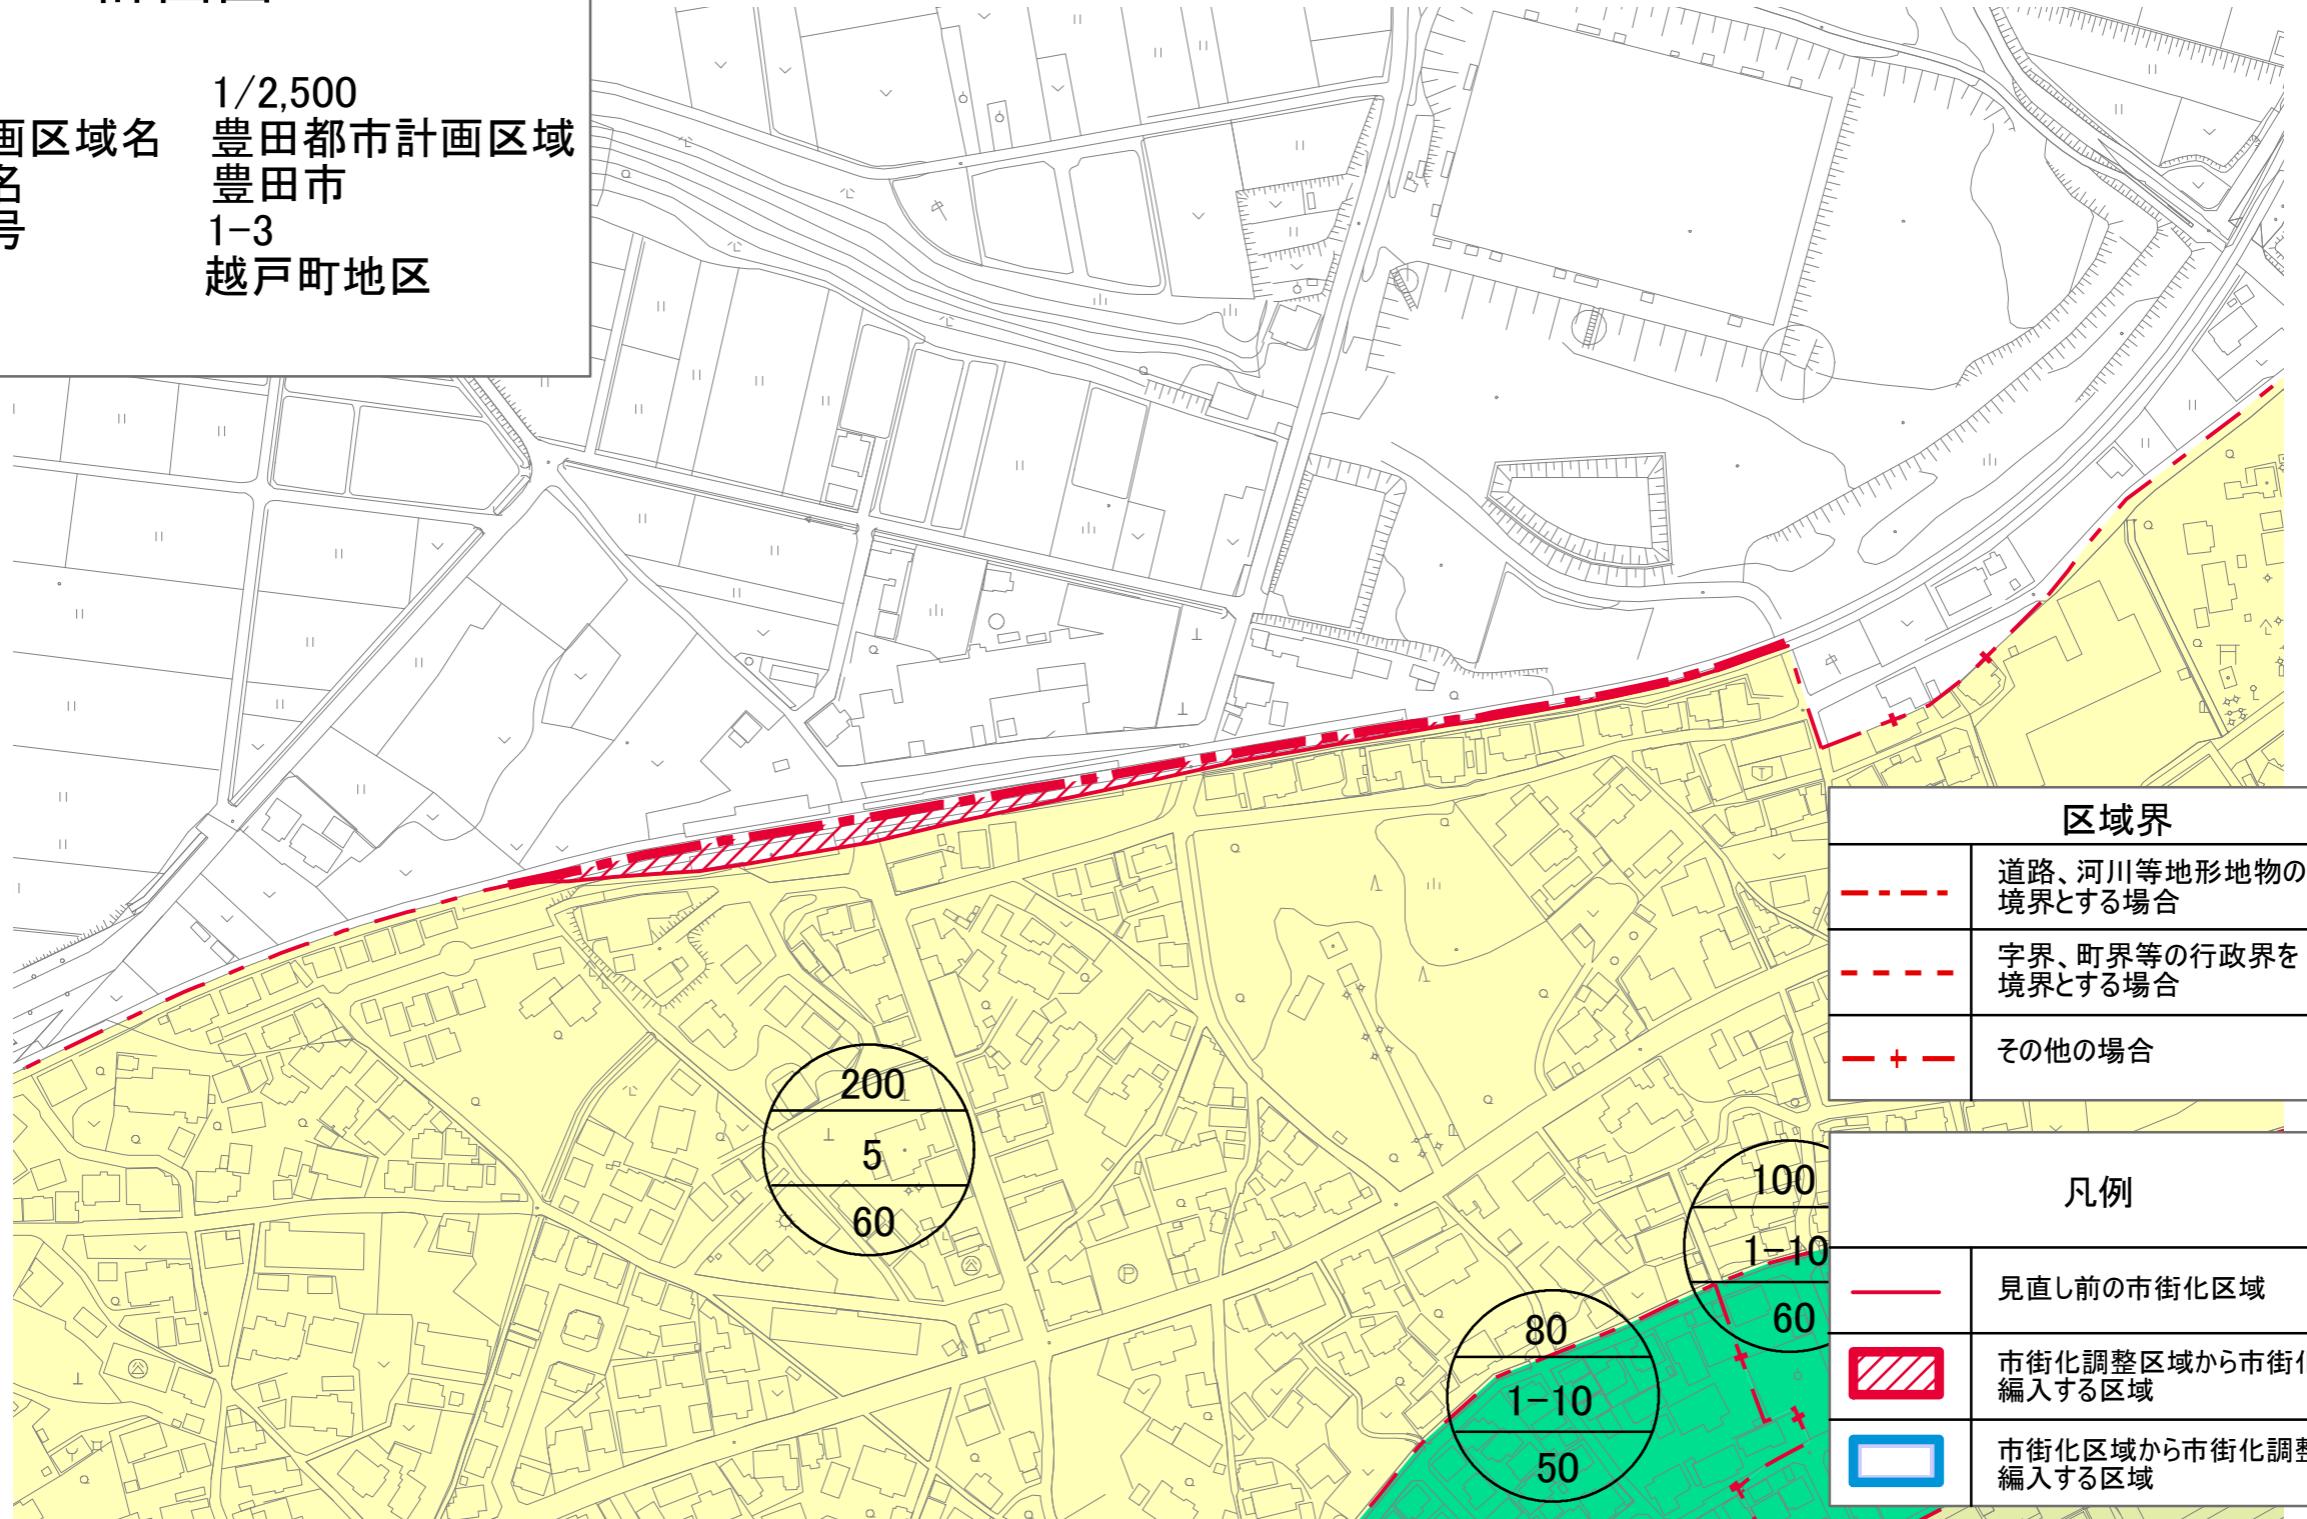 1/2,500
画区域名 豊田都市計画区域
名 豊田市
号 1-3
越戸町地区
区域界
道路、河川等地形地物の
境界とする場合
字界、町界等の行政界を
境界とする場合
その他の場合
凡例
見直し前の市街化区域
市街化調整区域から市街化
編入する区域
市街化区域から市街化調整
編入する区域
200
5
60
100
1-10
60
80
1-10
50